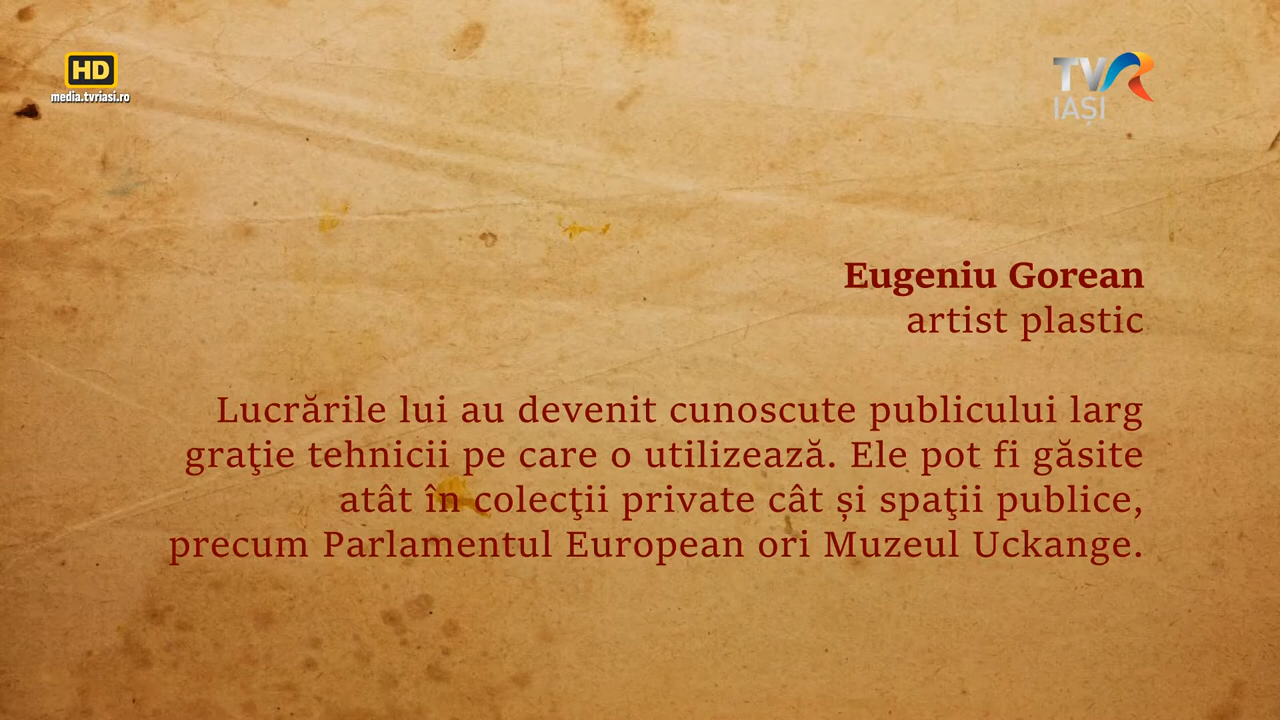 HD
media.tvriasi.ro
TVR
IAȘI
Eugeniu Gorean
artist plastic
Lucrările lui au devenit cunoscute publicului larg
graţie tehnicii pe care o utilizează. Ele pot fi găsite
atât în colecţii private cât și spaţii publice,
precum Parlamentul European ori Muzeul Uckange.